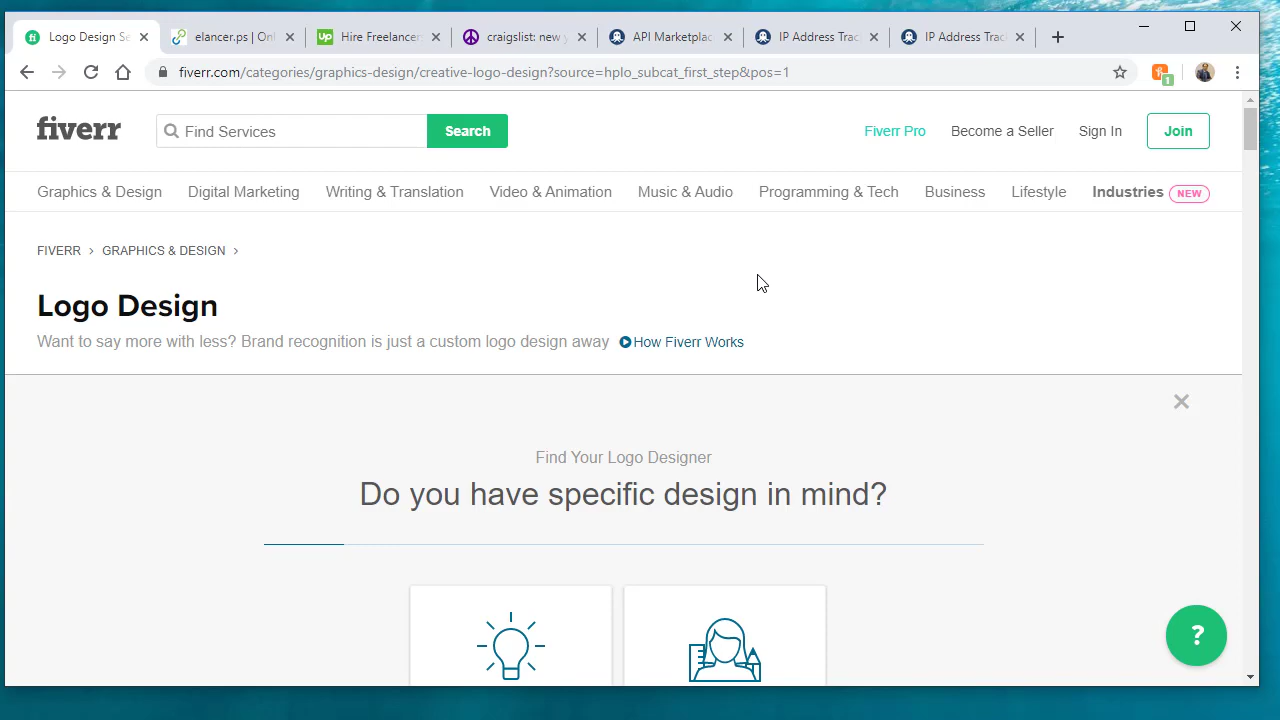 Logo Design Se
elancer.ps | Onl
Hire Freelancer
craigslist: new y
API Marketplac
IP Address Trac
IP Address Trac
fiverr.com/categories/graphics-design/creative-logo-design?source=hplo_subcat_first_step&pos=1
fiverr
Find Services
Search
Fiverr Pro
Become a Seller
Sign In
Join
Graphics & Design
Digital Marketing
Writing & Translation
Video & Animation
Music & Audio
Programming & Tech
Business
Lifestyle
Industries NEW
FIVERR > GRAPHICS & DESIGN >
Logo Design
Want to say more with less? Brand recognition is just a custom logo design away
How Fiverr Works
Find Your Logo Designer
Do you have specific design in mind?
?